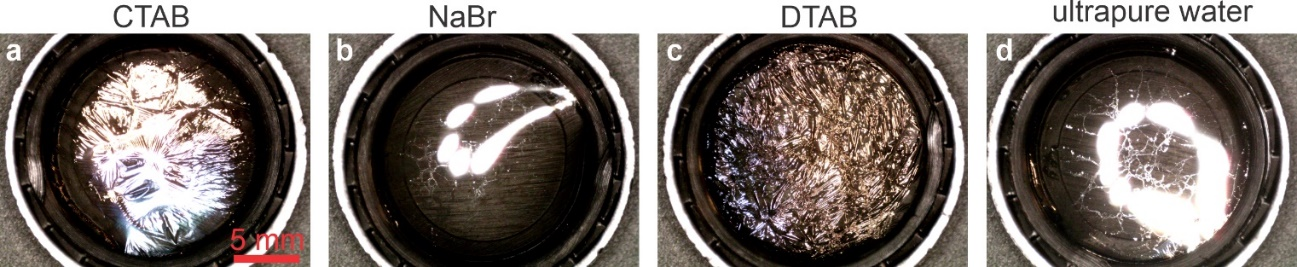 CTAB
NaBr
DTAB
ultrapure water
a
b
c
d
5 mm